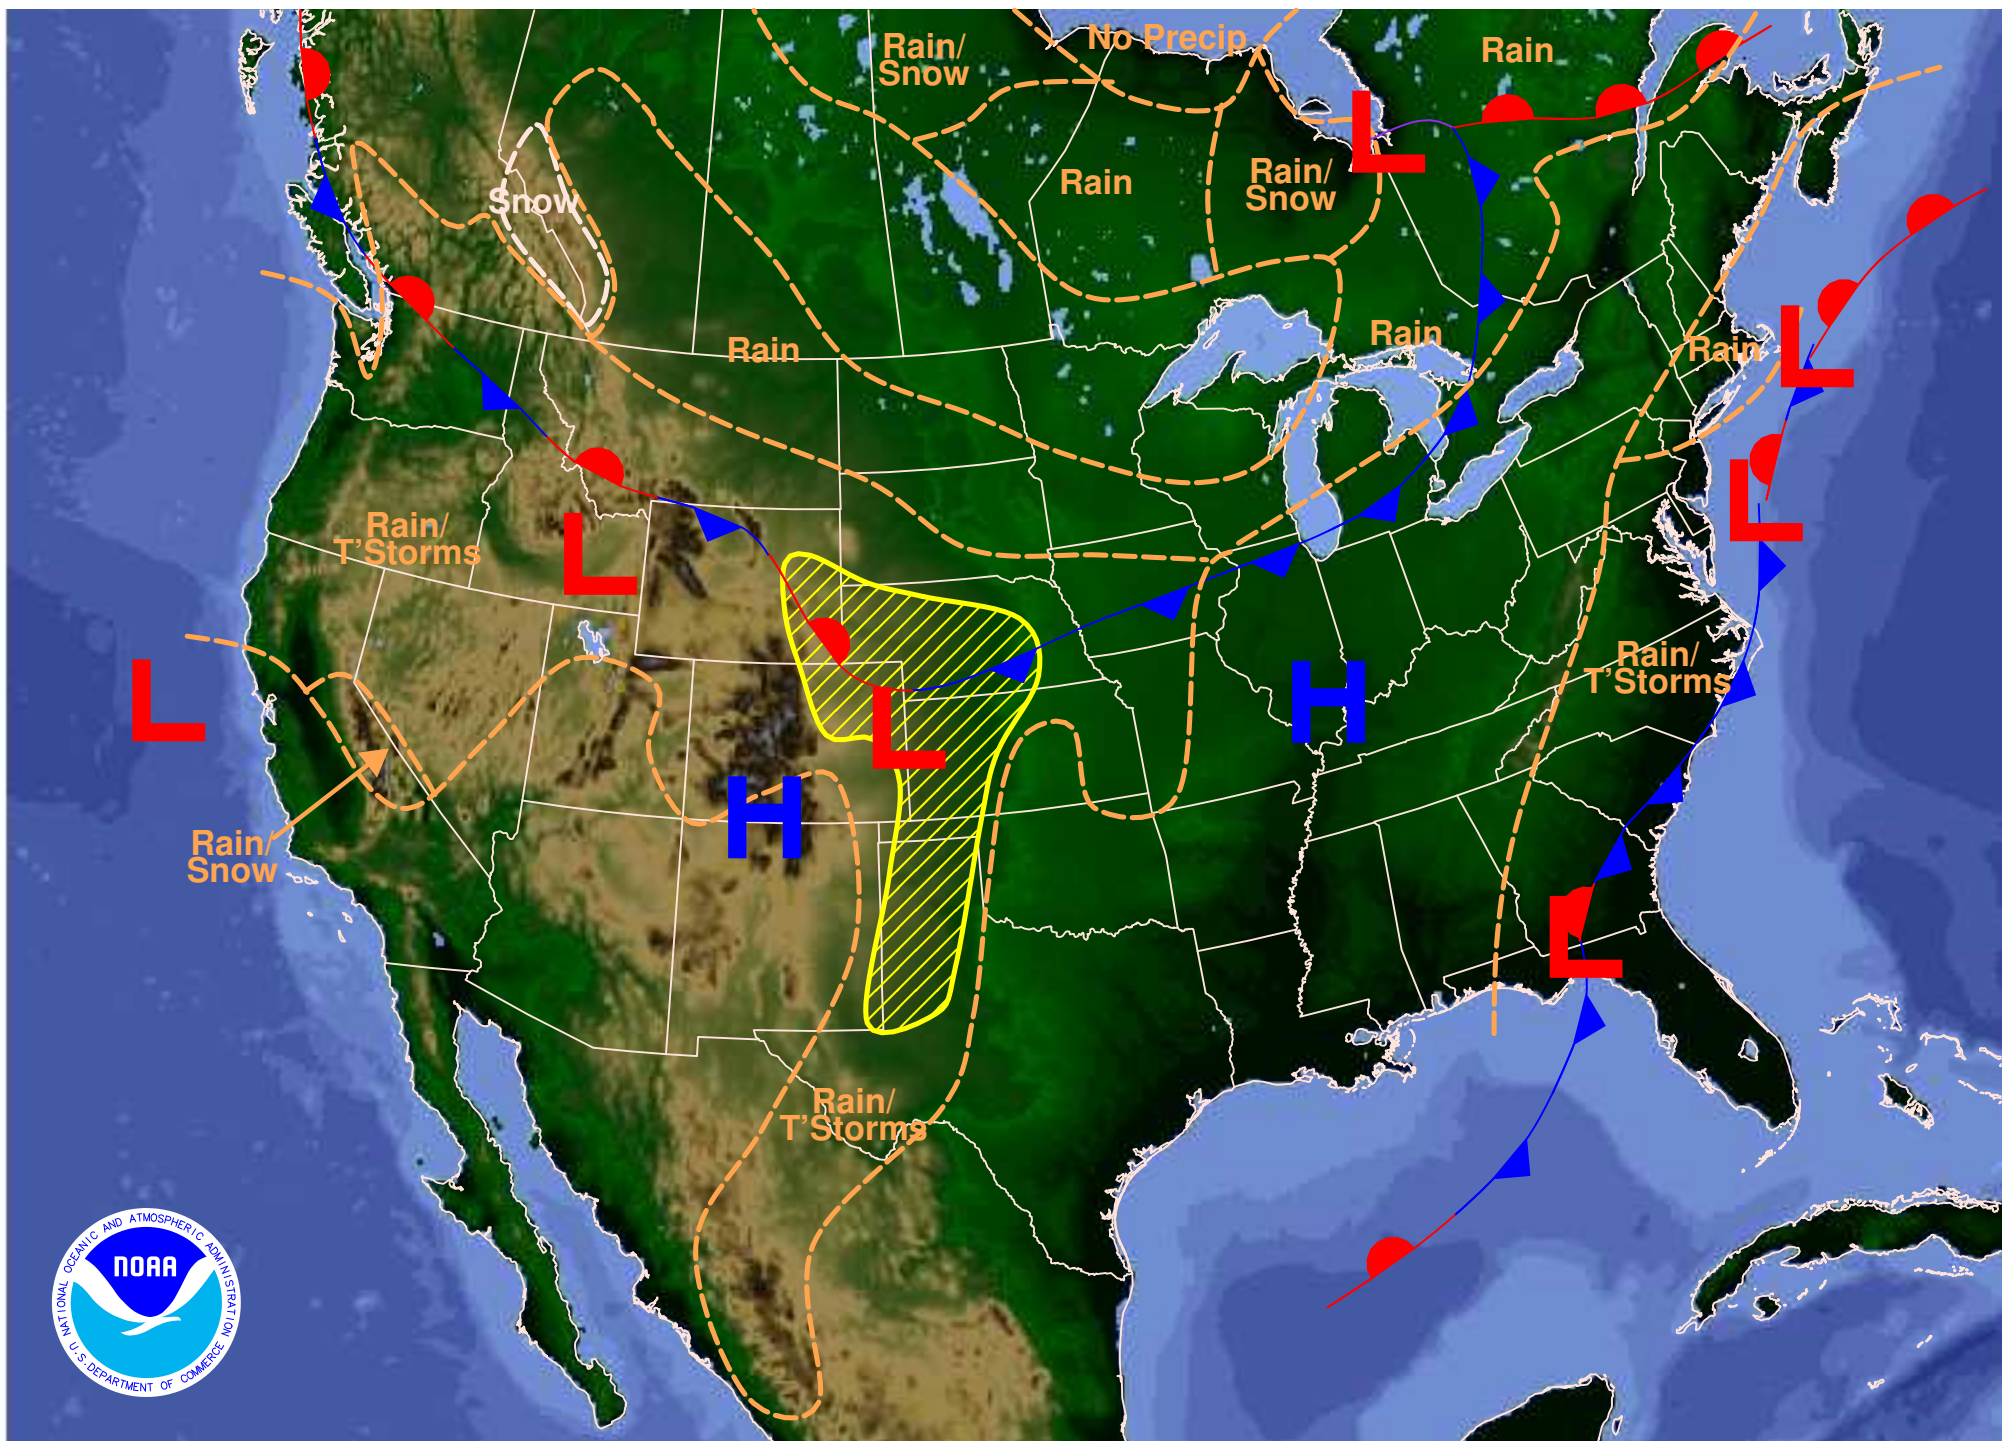 Rain/
Snow
No Precip
Rain
Rain
Rain/
Snow
Snow
Rain
Rain
Rain
Rain/
T'Storms
Rain/
T'Storms
Rain/
Snow
Rain/
T'Storms
L
L
L
L
L
L
L
H
H
NATIONAL OCEANIC AND ATMOSPHERIC ADMINISTRATION
NOAA
U.S. DEPARTMENT OF COMMERCE